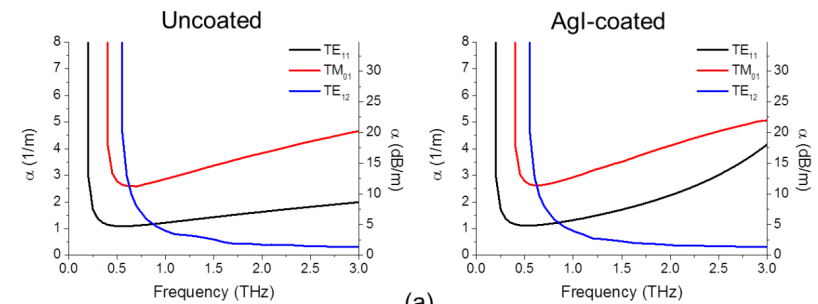 Uncoated
AgI-coated
8
7
6
5
4
3
2
1
0
α (1/m)
TE₁₁
TM₀₁
TE₁₂
30
25
20
15
10
5
0
α (dB/m)
0.0 0.5 1.0 1.5 2.0 2.5 3.0
Frequency (THz)
8
7
6
5
4
3
2
1
0
α (1/m)
TE₁₁
TM₀₁
TE₁₂
30
25
20
15
10
5
0
α (dB/m)
0.0 0.5 1.0 1.5 2.0 2.5 3.0
Frequency (THz)
(a)